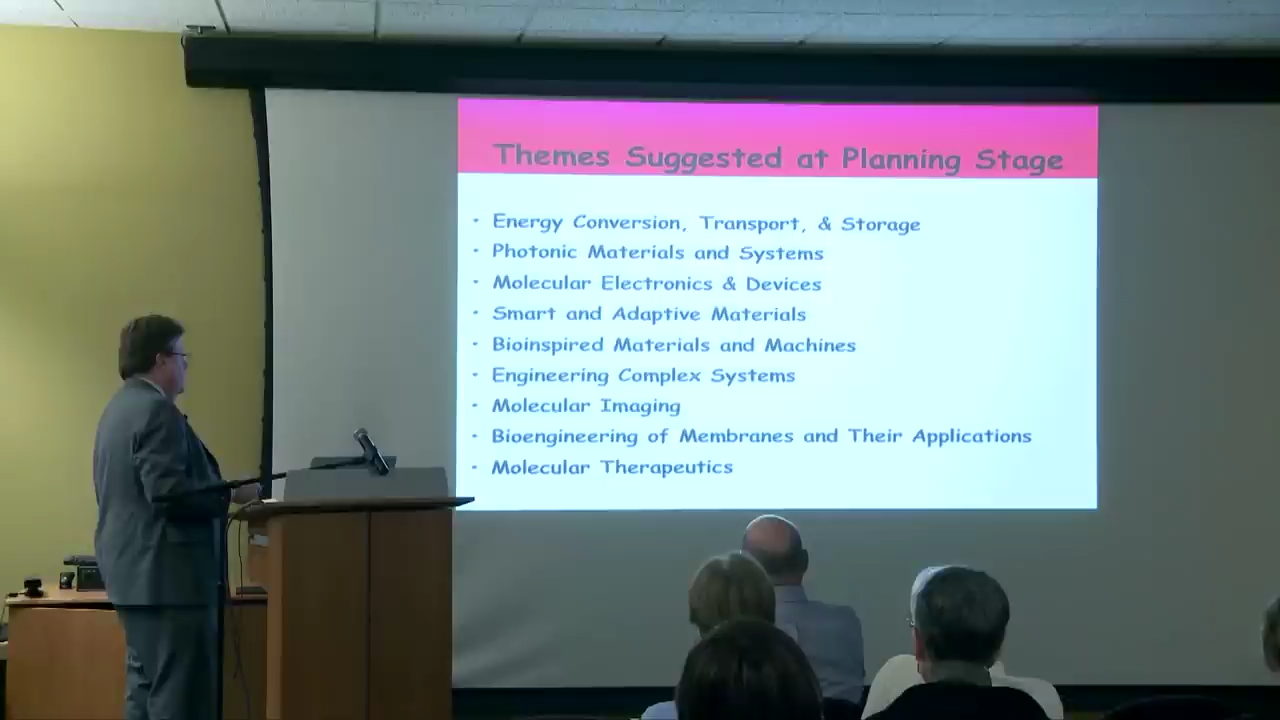 Themes Suggested at Planning Stage
• Energy Conversion, Transport, & Storage
• Photonic Materials and Systems
• Molecular Electronics & Devices
• Smart and Adaptive Materials
• Bioinspired Materials and Machines
• Engineering Complex Systems
• Molecular Imaging
• Bioengineering of Membranes and Their Applications
• Molecular Therapeutics